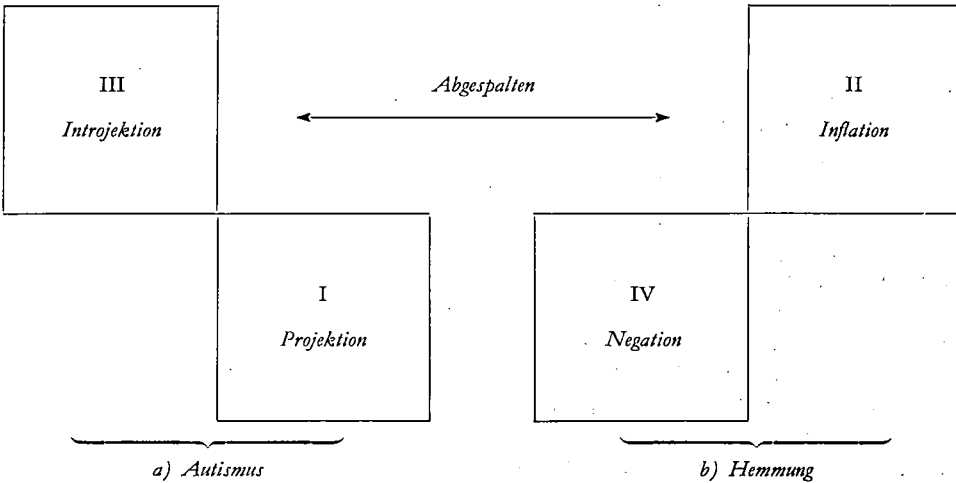 III
Introjektion
Abgespalten
II
Inflation
I
Projektion
IV
Negation
a) Autismus
b) Hemmung